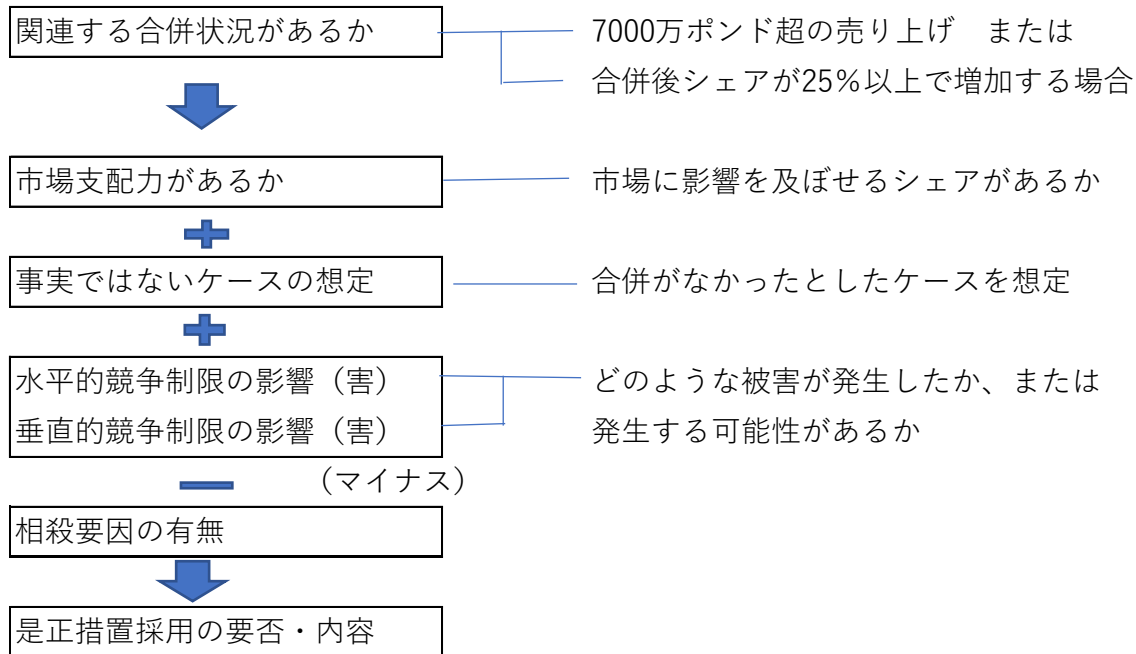 関連する合併状況があるか
7000万ポンド超の売り上げ　または
合併後シェアが25％以上で増加する場合
市場支配力があるか
市場に影響を及ぼせるシェアがあるか
事実ではないケースの想定
合併がなかったとしたケースを想定
水平的競争制限の影響（害）
垂直的競争制限の影響（害）
どのような被害が発生したか、または
発生する可能性があるか
（マイナス）
相殺要因の有無
是正措置採用の要否・内容